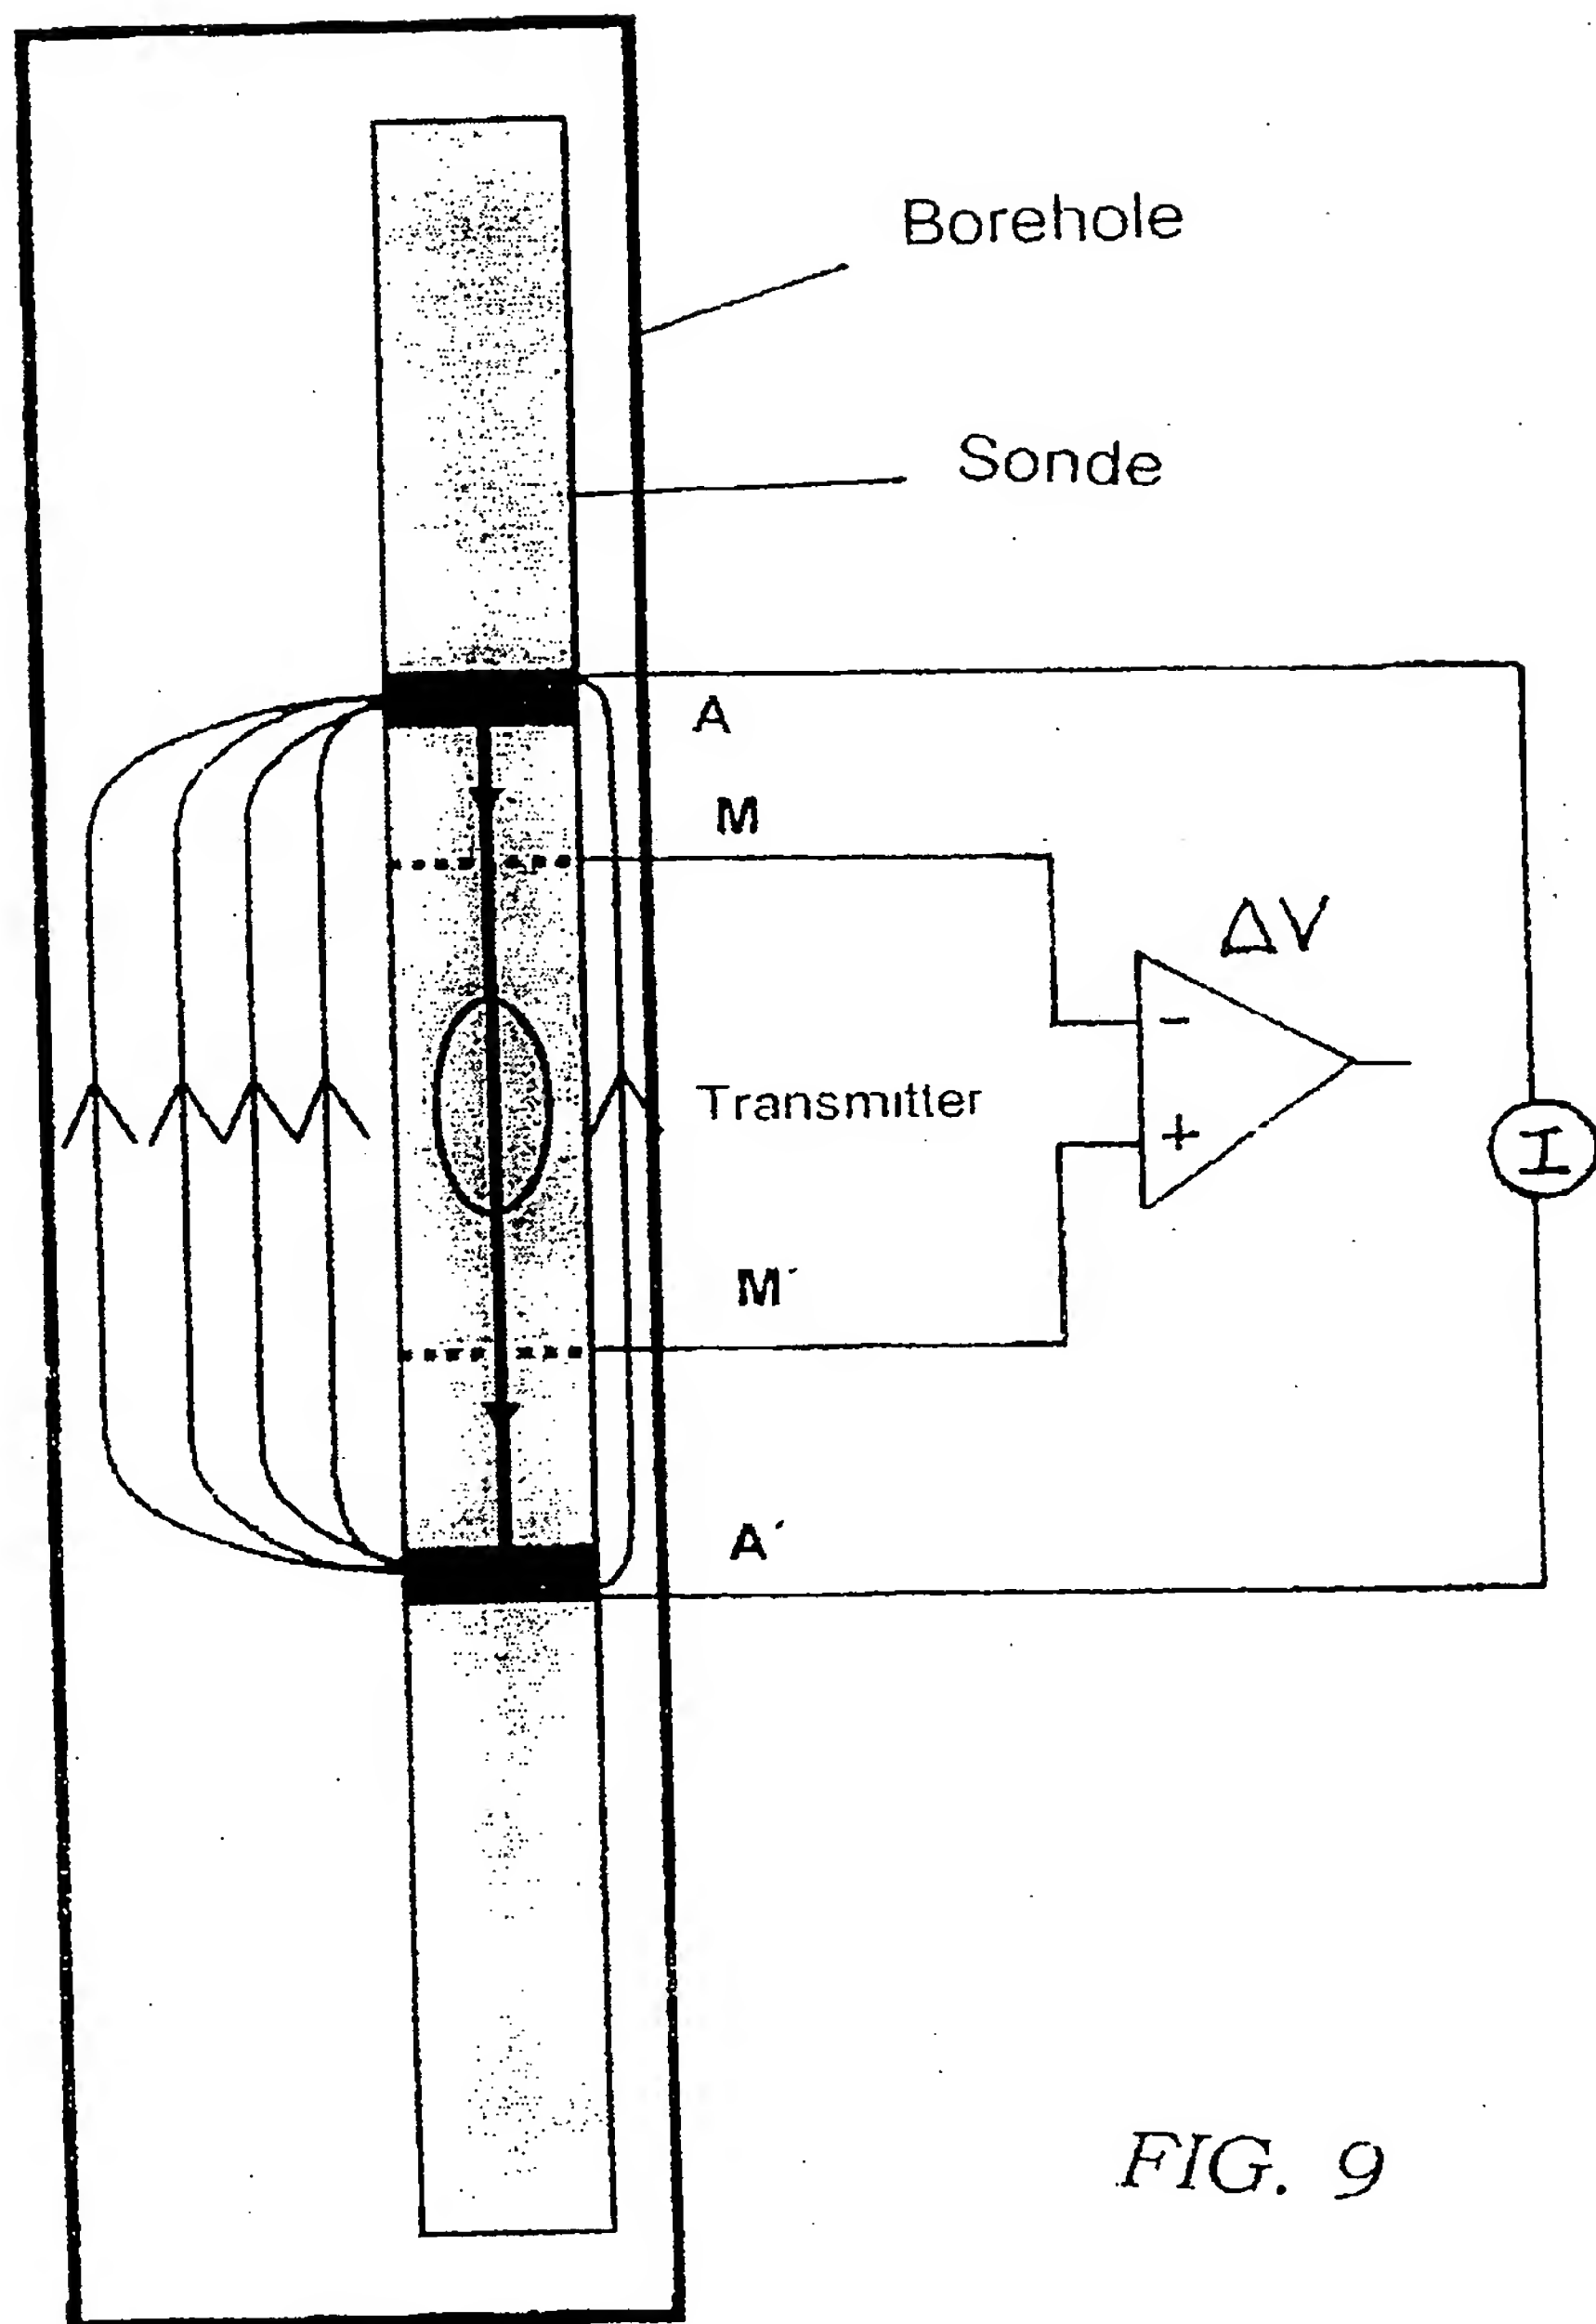 Borehole
Sonde
A
M
ΔV
-
Transmitter
+
I
M´
A´
FIG. 9